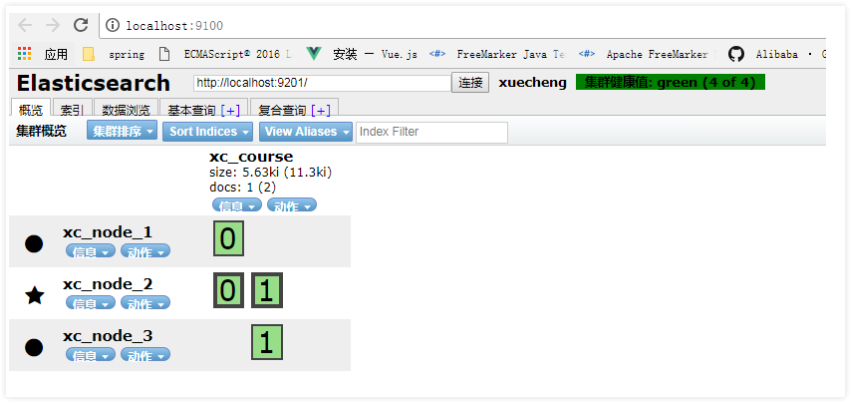 localhost:9100
应用 spring ECMAScript® 2016 L 安装 — Vue.js FreeMarker Java Te Apache FreeMarker Alibaba ·
Elasticsearch http://localhost:9201/ 连接 xuecheng 集群健康值: green (4 of 4)
概览 索引 数据浏览 基本查询 [+] 复合查询 [+]
集群概览 集群排序 Sort Indices View Aliases Index Filter
xc_course
size: 5.63ki (11.3ki)
docs: 1 (2)
信息 动作
xc_node_1 0
信息 动作
xc_node_2 0 1
信息 动作
xc_node_3 1
信息 动作